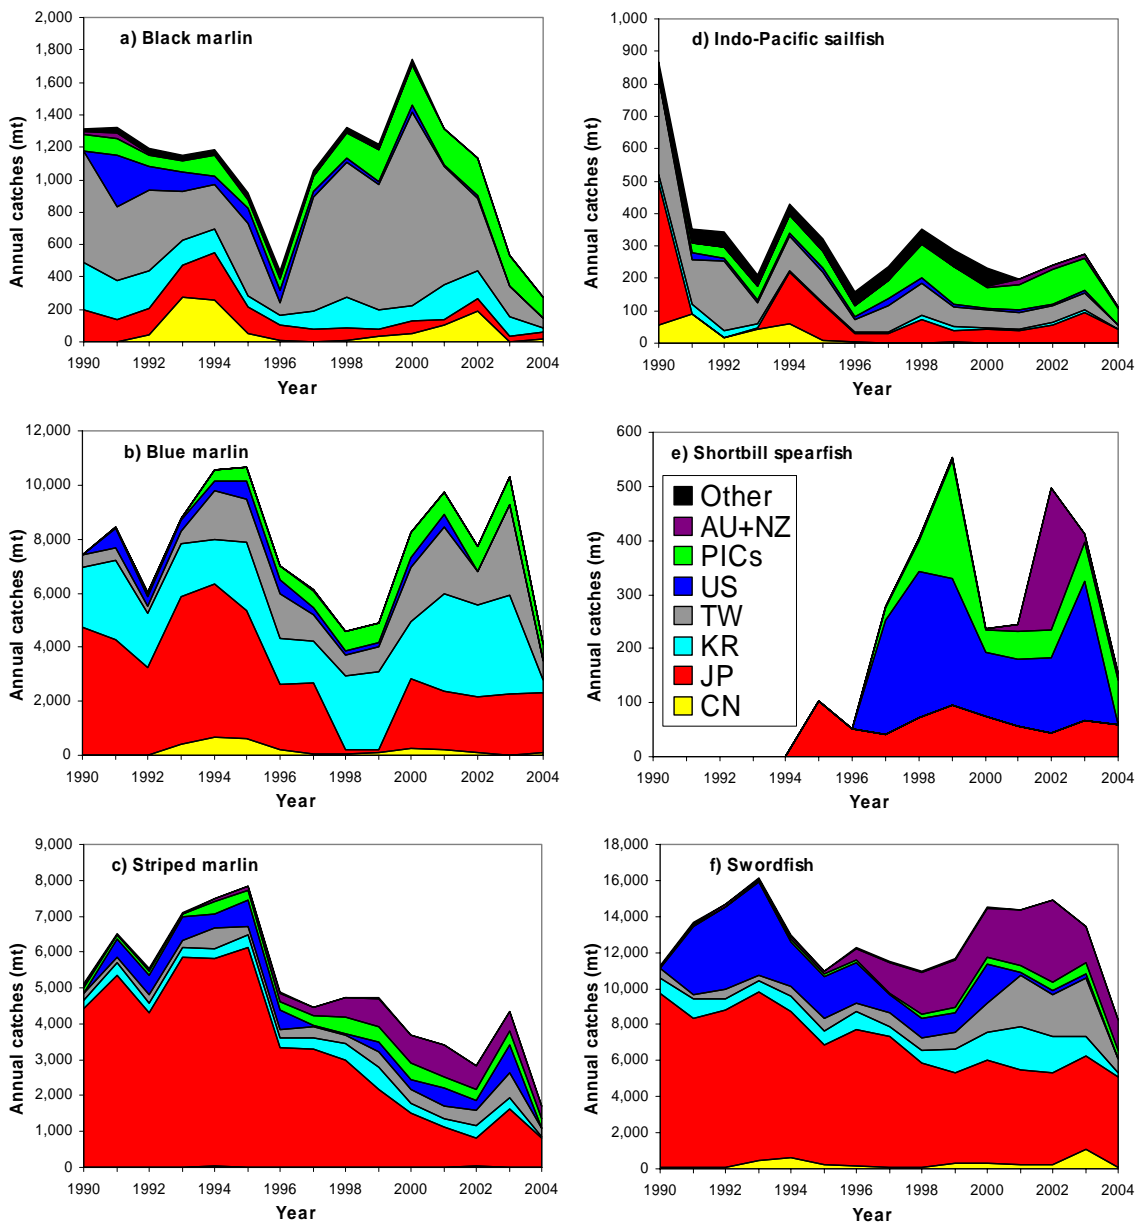 a) Black marlin
Annual catches (mt)
2,000
1,800
1,600
1,400
1,200
1,000
800
600
400
200
0
1990 1992 1994 1996 1998 2000 2002 2004
Year
d) Indo-Pacific sailfish
Annual catches (mt)
1,000
900
800
700
600
500
400
300
200
100
0
1990 1992 1994 1996 1998 2000 2002 2004
Year
b) Blue marlin
Annual catches (mt)
12,000
10,000
8,000
6,000
4,000
2,000
0
1990 1992 1994 1996 1998 2000 2002 2004
Year
e) Shortbill spearfish
Annual catches (mt)
600
500
400
300
200
100
0
Other
AU+NZ
PICs
US
TW
KR
JP
CN
1990 1992 1994 1996 1998 2000 2002 2004
Year
c) Striped marlin
Annual catches (mt)
9,000
8,000
7,000
6,000
5,000
4,000
3,000
2,000
1,000
0
1990 1992 1994 1996 1998 2000 2002 2004
Year
f) Swordfish
Annual catches (mt)
18,000
16,000
14,000
12,000
10,000
8,000
6,000
4,000
2,000
0
1990 1992 1994 1996 1998 2000 2002 2004
Year